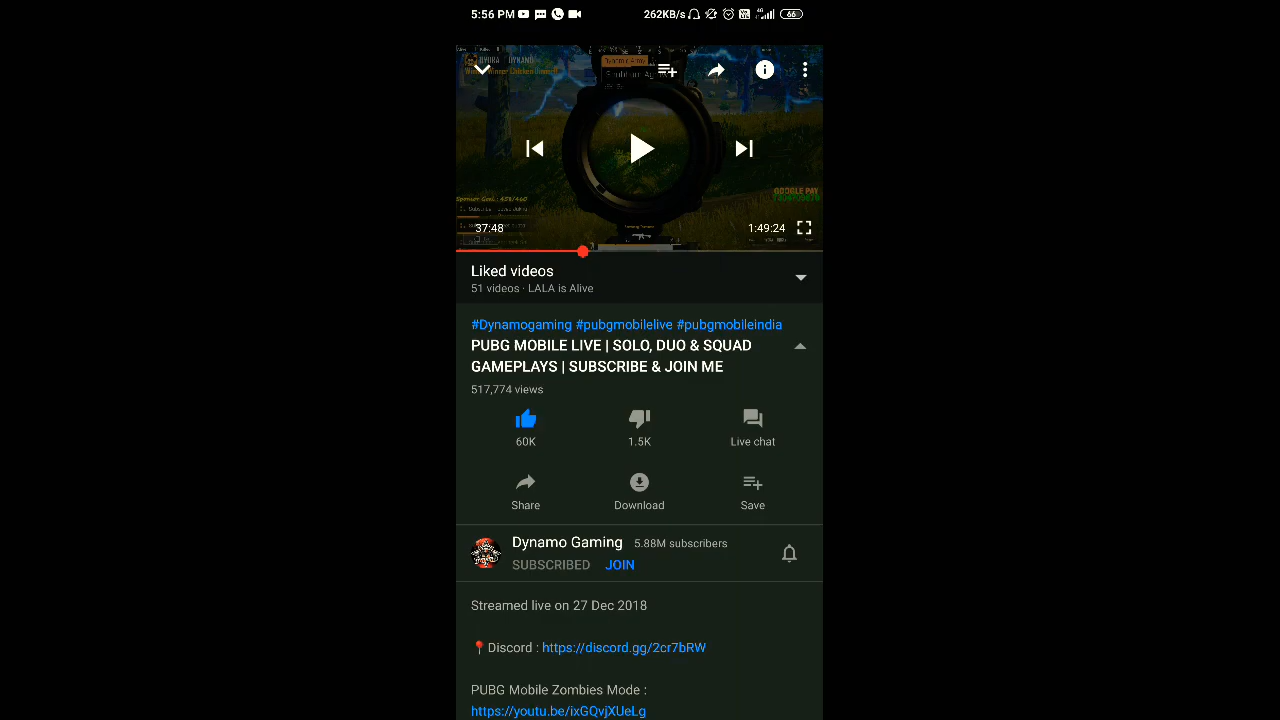 5:56 PM 262KB/s 4G 66
37:48 1:49:24
Liked videos
51 videos · LALA is Alive
#Dynamogaming #pubgmobilelive #pubgmobileindia
PUBG MOBILE LIVE | SOLO, DUO & SQUAD
GAMEPLAYS | SUBSCRIBE & JOIN ME
517,774 views
60K 1.5K Live chat
Share Download Save
Dynamo Gaming 5.88M subscribers
SUBSCRIBED JOIN
Streamed live on 27 Dec 2018
Discord : https://discord.gg/2cr7bRW
PUBG Mobile Zombies Mode :
https://youtu.be/ixGQvjXUeLg